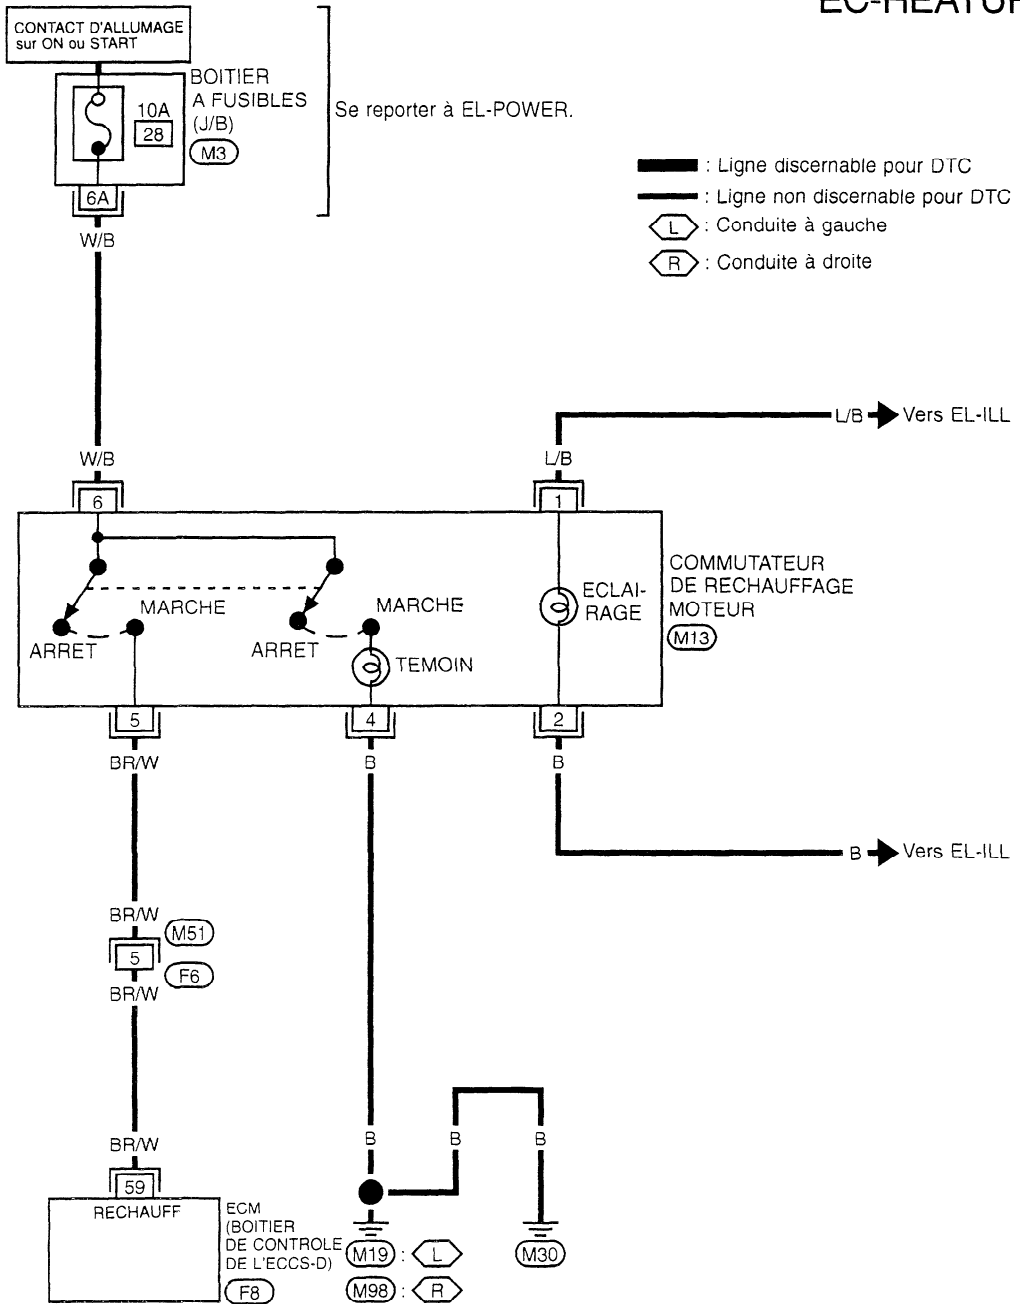 EC-HEATUP
CONTACT D'ALLUMAGE
sur ON ou START
BOITIER
A FUSIBLES
(J/B)
M3
10A
28
Se reporter à EL-POWER.
6A
W/B
: Ligne discernable pour DTC
: Ligne non discernable pour DTC
L : Conduite à gauche
R : Conduite à droite
L/B Vers EL-ILL
W/B
L/B
6
1
COMMUTATEUR
DE RECHAUFFAGE
MOTEUR
M13
ECLAI-
RAGE
MARCHE
MARCHE
ARRET
ARRET
TEMOIN
5
4
2
BR/W
B
B
B Vers EL-ILL
BR/W
M51
5
F6
BR/W
BR/W
B
B
B
59
RECHAUFF
ECM
(BOITIER
DE CONTROLE
DE L'ECCS-D)
F8
M19 : L
M98 : R
M30